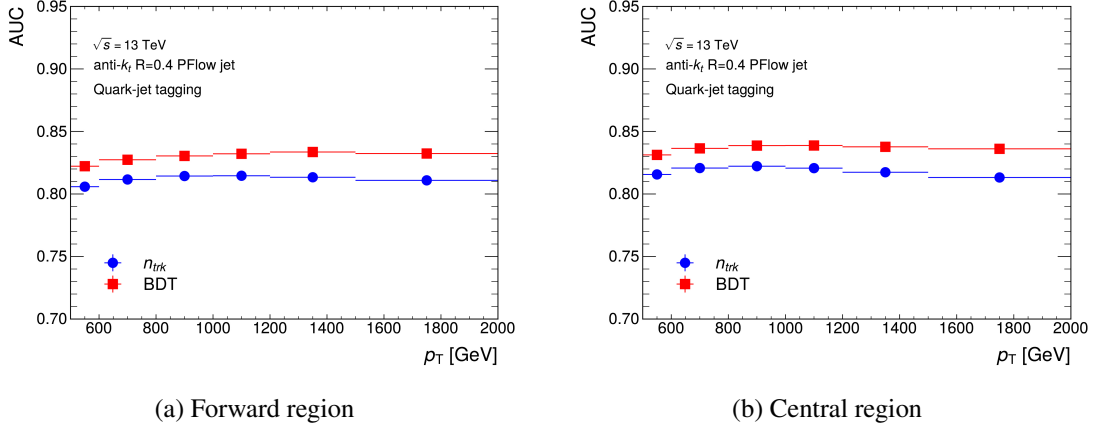 AUC
0.95
0.90
0.85
0.80
0.75
0.70
√s = 13 TeV
anti-kt R=0.4 PFlow jet
Quark-jet tagging
ntrk
BDT
600 800 1000 1200 1400 1600 1800 2000
pT [GeV]
(a) Forward region
AUC
0.95
0.90
0.85
0.80
0.75
0.70
√s = 13 TeV
anti-kt R=0.4 PFlow jet
Quark-jet tagging
ntrk
BDT
600 800 1000 1200 1400 1600 1800 2000
pT [GeV]
(b) Central region